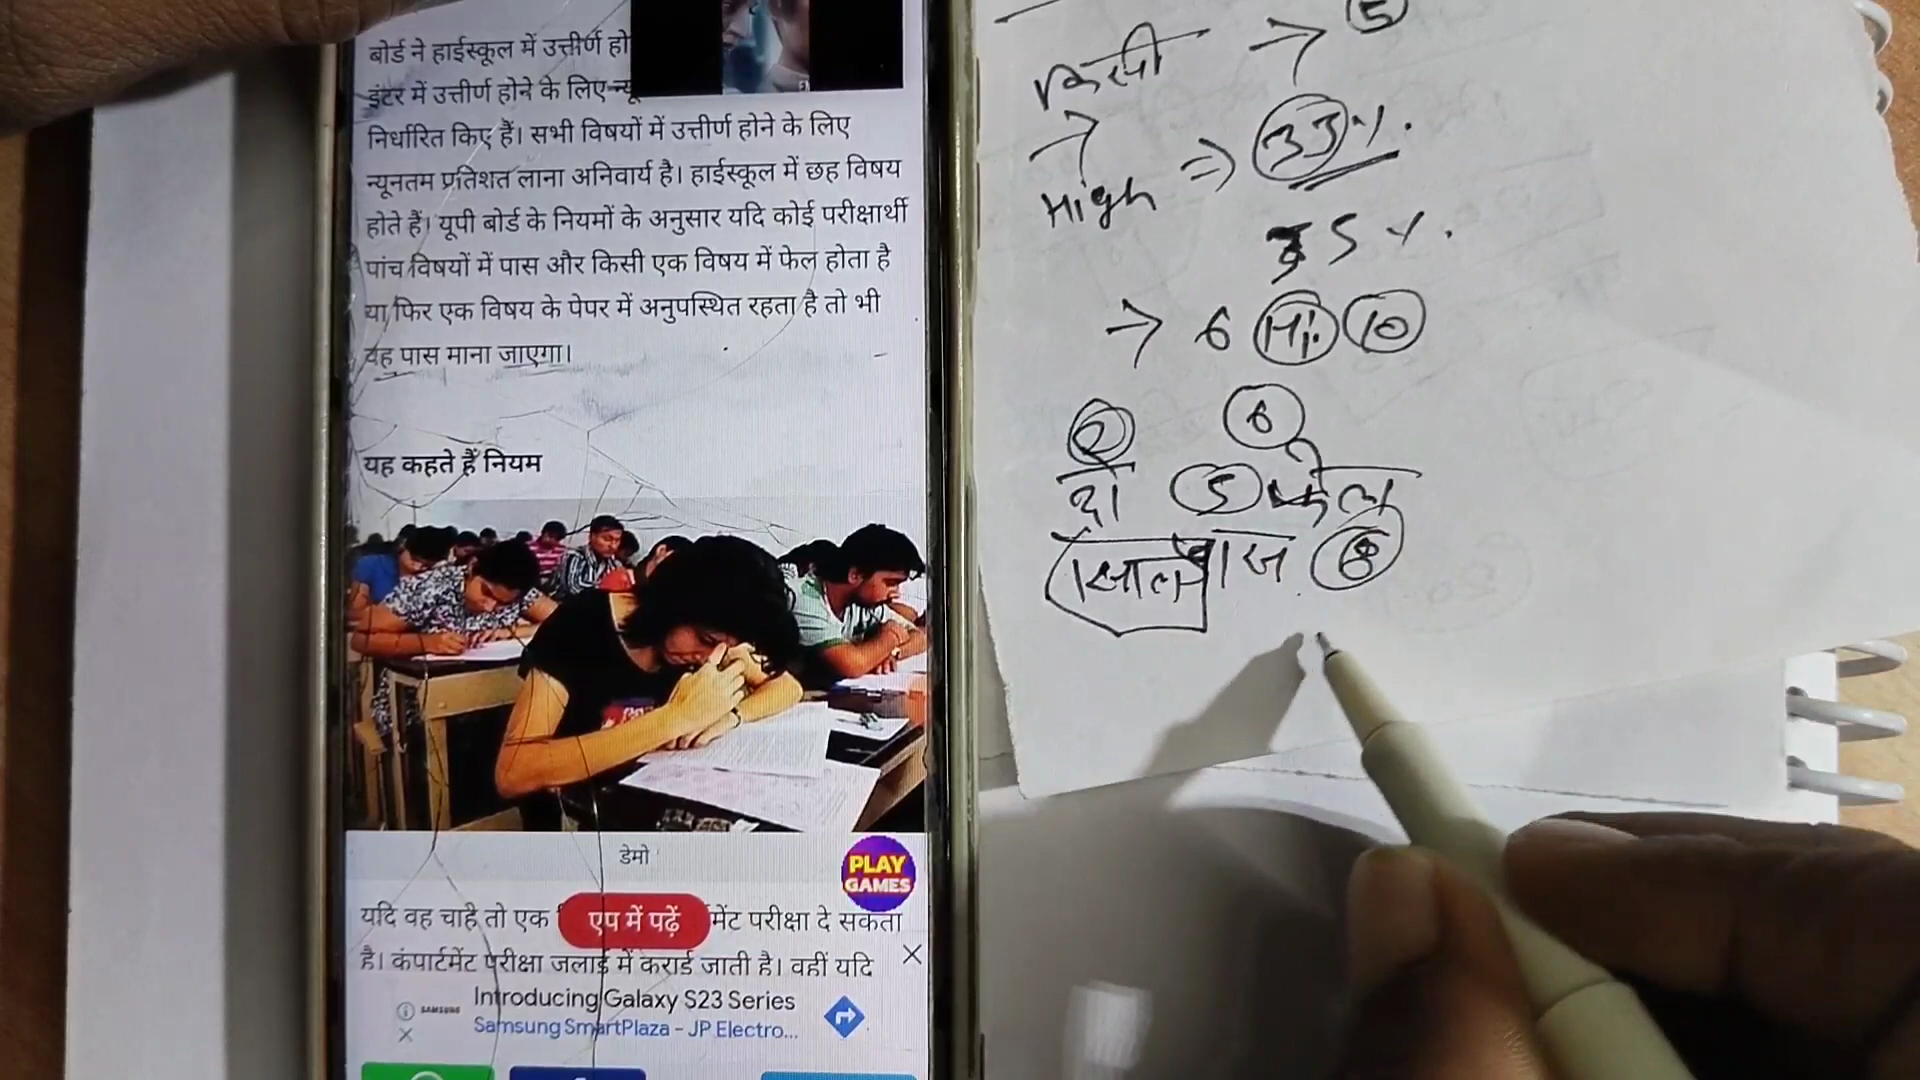 बोर्ड ने हाईस्कूल में उत्तीर्ण हो
इंटर में उत्तीर्ण होने के लिए न्यू
निर्धारित किए हैं। सभी विषयों में उत्तीर्ण होने के लिए
न्यूनतम प्रतिशत लाना अनिवार्य है। हाईस्कूल में छह विषय
होते हैं। यूपी बोर्ड के नियमों के अनुसार यदि कोई परीक्षार्थी
पांच विषयों में पास और किसी एक विषय में फेल होता है
या फिर एक विषय के पेपर में अनुपस्थित रहता है तो भी
वह पास माना जाएगा।
यह कहते हैं नियम
डेमो
PLAY
GAMES
यदि वह चाहे तो एक
एप में पढ़ें
मेंट परीक्षा दे सकता
है। कंपार्टमेंट परीक्षा जुलाई में कराई जाती है। वहीं यदि
SAMSUNG
Introducing Galaxy S23 Series
Samsung SmartPlaza - JP Electro...
किसी → 5
→
High ⇒ 33%.
35%.
→ 6 Hi. 10
6
दो 5 फेल